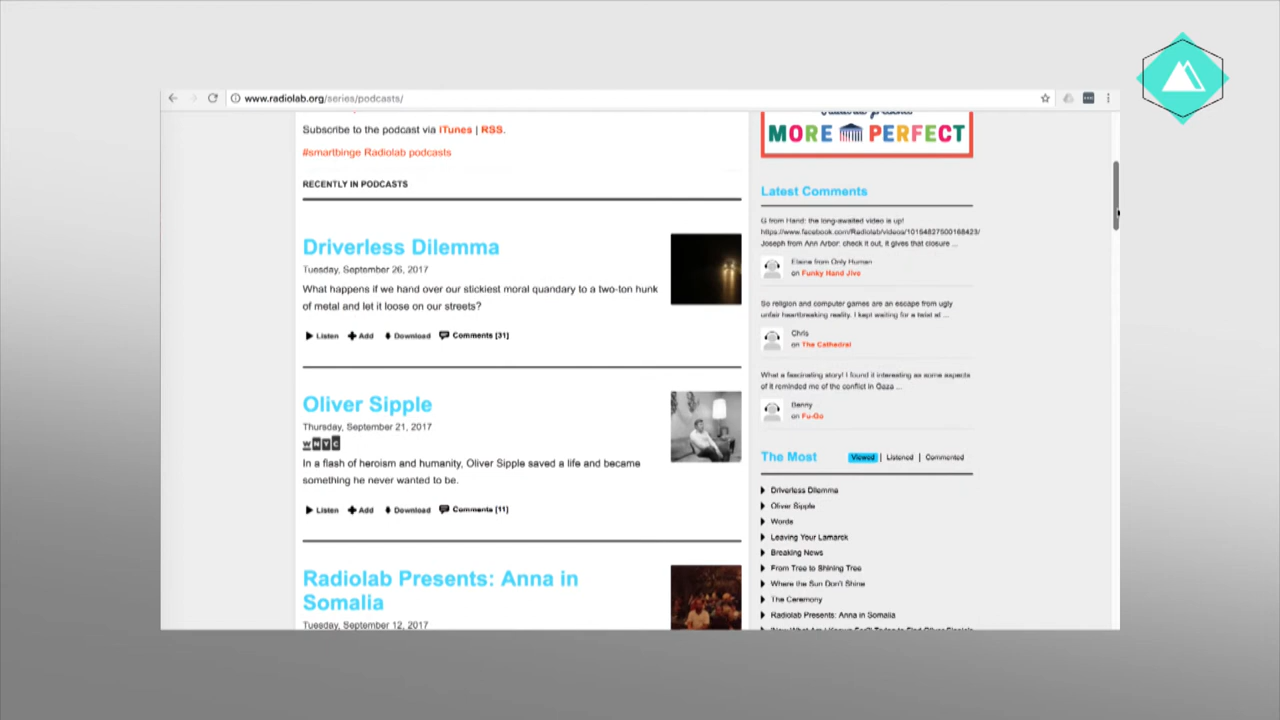 www.radiolab.org/series/podcasts/
Subscribe to the podcast via iTunes | RSS.
#smartbinge Radiolab podcasts
RECENTLY IN PODCASTS
Driverless Dilemma
Tuesday, September 26, 2017
What happens if we hand over our stickiest moral quandary to a two-ton hunk
of metal and let it loose on our streets?
Listen Add Download Comments [31]
Oliver Sipple
Thursday, September 21, 2017
WNYC
In a flash of heroism and humanity, Oliver Sipple saved a life and became
something he never wanted to be.
Listen Add Download Comments [11]
Radiolab Presents: Anna in
Somalia
Tuesday, September 12, 2017
MORE PERFECT
Latest Comments
G from Hand: the long-awaited video is up!
https://www.facebook.com/Radiolab/videos/10154827500168423/
Joseph from Ann Arbor: check it out, it gives that closure ...
Elaine from Only Human
on Funky Hand Jive
So religion and computer games are an escape from ugly
unfair heartbreaking reality. I kept waiting for a twist at ...
Chris
on The Cathedral
What a fascinating story! I found it interesting as some aspects
of it reminded me of the conflict in Gaza ...
Benny
on Fu-Go
The Most Viewed | Listened | Commented
Driverless Dilemma
Oliver Sipple
Words
Leaving Your Lamarck
Breaking News
From Tree to Shining Tree
Where the Sun Don't Shine
The Ceremony
Radiolab Presents: Anna in Somalia